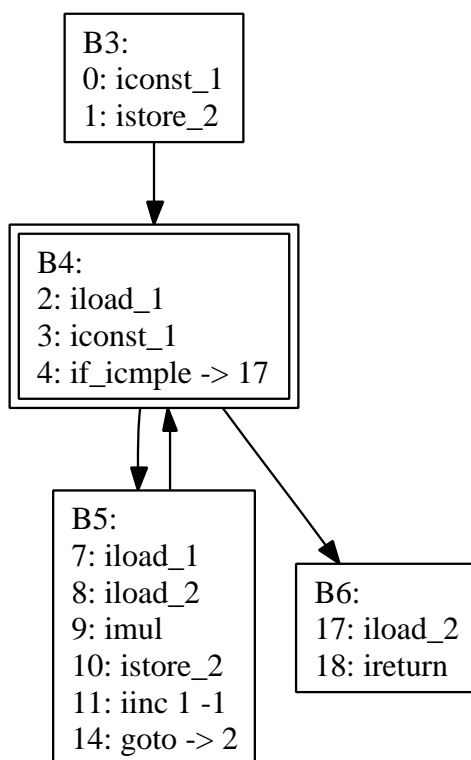 B3:
0: iconst_1
1: istore_2
B4:
2: iload_1
3: iconst_1
4: if_icmple -> 17
B5:
7: iload_1
8: iload_2
9: imul
10: istore_2
11: iinc 1 -1
14: goto -> 2
B6:
17: iload_2
18: ireturn